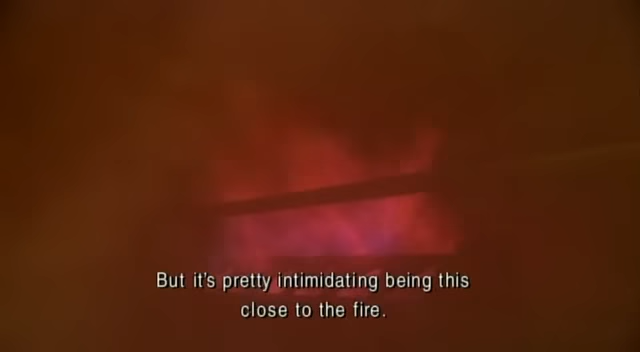 But it's pretty intimidating being this
close to the fire.